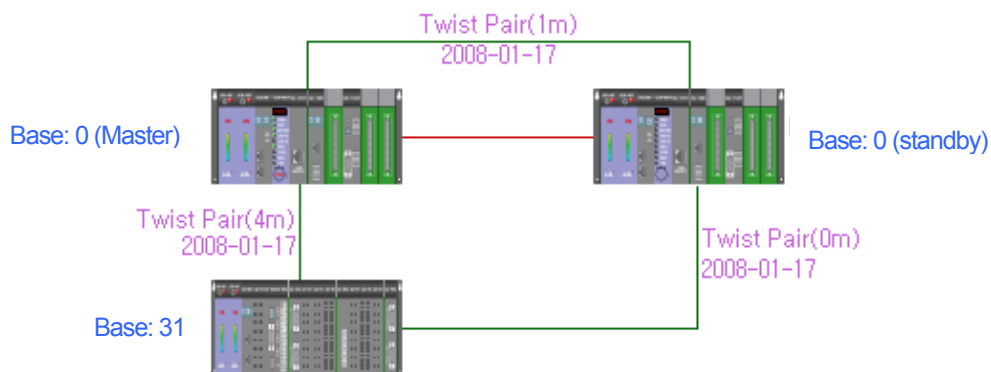 Twist Pair(1m)
2008-01-17
Base: 0 (Master)
Base: 0 (standby)
Twist Pair(4m)
2008-01-17
Twist Pair(0m)
2008-01-17
Base: 31